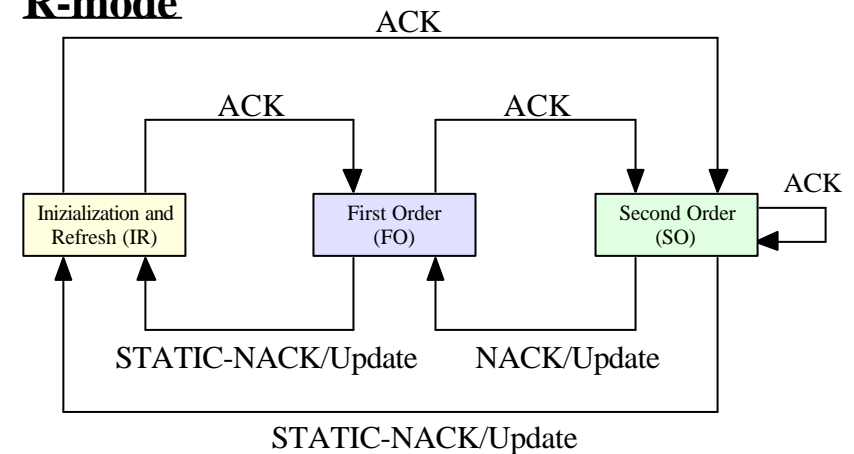 R-mode
ACK
ACK
ACK
ACK
Inizialization and
Refresh (IR)
First Order
(FO)
Second Order
(SO)
STATIC-NACK/Update
NACK/Update
STATIC-NACK/Update